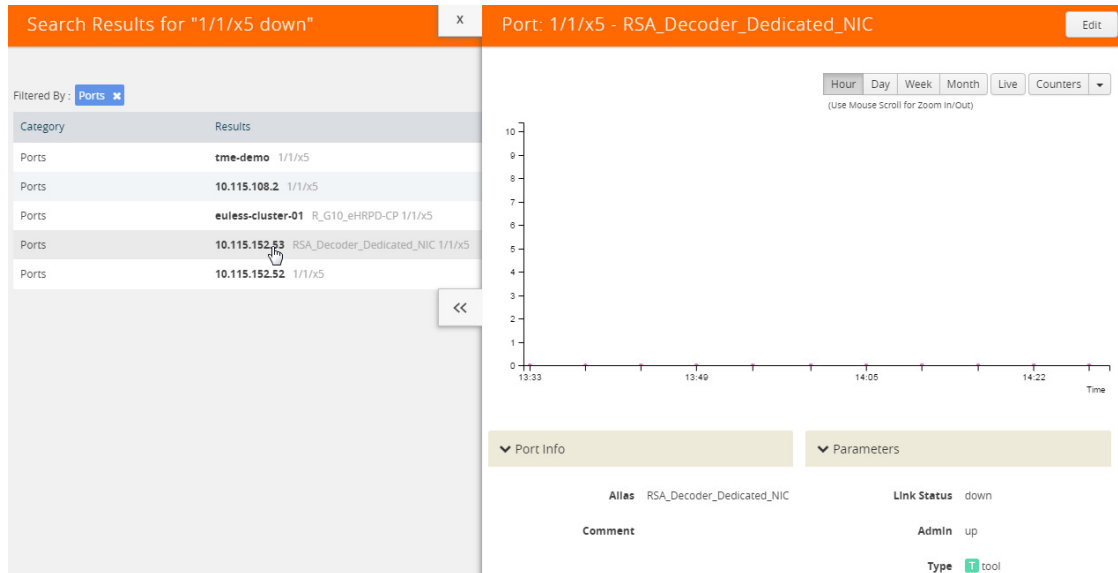 Search Results for "1/1/x5 down"
x
Filtered By : Ports ✖
Category Results
Ports tme-demo 1/1/x5
Ports 10.115.108.2 1/1/x5
Ports euless-cluster-01 R_G10_eHRPD-CP 1/1/x5
Ports 10.115.152.53 RSA_Decoder_Dedicated_NIC 1/1/x5
Ports 10.115.152.52 1/1/x5
<<
Port: 1/1/x5 - RSA_Decoder_Dedicated_NIC
Edit
Hour Day Week Month Live Counters
(Use Mouse Scroll for Zoom In/Out)
10
9
8
7
6
5
4
3
2
1
0
13:33 13:49 14:05 14:22
Time
Port Info
Alias RSA_Decoder_Dedicated_NIC
Comment
Parameters
Link Status down
Admin up
Type T tool